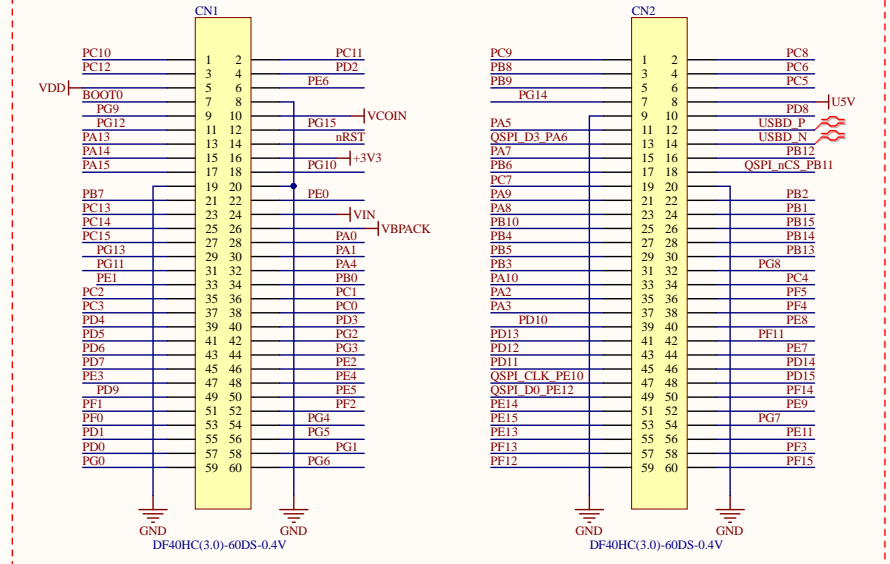 CN1
PC10 1 2 PC11
PC12 3 4 PD2
VDD 5 6 PE6
BOOT0 7 8
PG9 9 10 VCOIN
PG12 11 12 PG15
PA13 13 14 nRST
PA14 15 16 +3V3
PA15 17 18 PG10
19 20
PB7 21 22 PE0
PC13 23 24 VIN
PC14 25 26 VBPACK
PC15 27 28 PA0
PG13 29 30 PA1
PG11 31 32 PA4
PE1 33 34 PB0
PC2 35 36 PC1
PC3 37 38 PC0
PD4 39 40 PD3
PD5 41 42 PG2
PD6 43 44 PG3
PD7 45 46 PE2
PE3 47 48 PE4
PD9 49 50 PE5
PF1 51 52 PF2
PF0 53 54 PG4
PD1 55 56 PG5
PD0 57 58 PG1
PG0 59 60 PG6
GND GND
DF40HC(3.0)-60DS-0.4V
CN2
PC9 1 2 PC8
PB8 3 4 PC6
PB9 5 6 PC5
PG14 7 8 U5V
9 10 PD8
PA5 11 12 USBD_P
QSPI_D3_PA6 13 14 USBD_N
PA7 15 16 PB12
PB6 17 18 QSPI_nCS_PB11
PC7 19 20
PA9 21 22 PB2
PA8 23 24 PB1
PB10 25 26 PB15
PB4 27 28 PB14
PB5 29 30 PB13
PB3 31 32 PG8
PA10 33 34 PC4
PA2 35 36 PF5
PA3 37 38 PF4
PD10 39 40 PE8
PD13 41 42 PF11
PD12 43 44 PE7
PD11 45 46 PD14
QSPI_CLK_PE10 47 48 PD15
QSPI_D0_PE12 49 50 PF14
PE14 51 52 PE9
PE15 53 54 PG7
PE13 55 56 PE11
PF13 57 58 PF3
PF12 59 60 PF15
GND GND
DF40HC(3.0)-60DS-0.4V